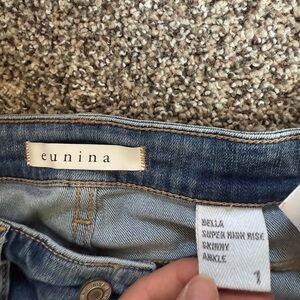 eunina
BELLA
SUPER HIGH RISE
SKINNY
ANKLE
1